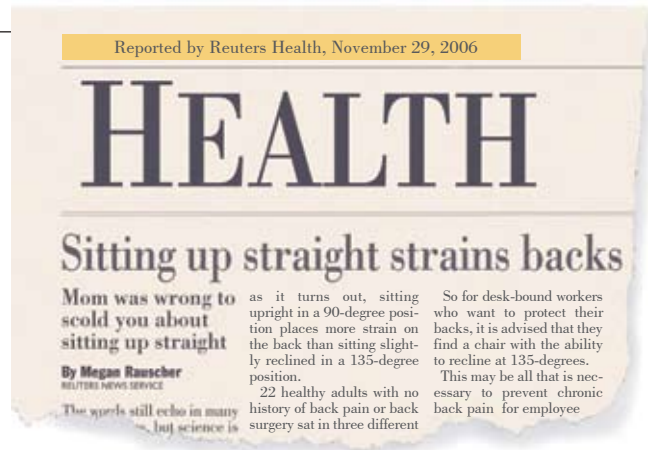 Reported by Reuters Health, November 29, 2006
HEALTH
Sitting up straight strains backs
Mom was wrong to
scold you about
sitting up straight
By Megan Rauscher
REUTERS NEWS SERVICE
The words still echo in many
, but science is
as it turns out, sitting
upright in a 90-degree posi-
tion places more strain on
the back than sitting slight-
ly reclined in a 135-degree
position.
22 healthy adults with no
history of back pain or back
surgery sat in three different
So for desk-bound workers
who want to protect their
backs, it is advised that they
find a chair with the ability
to recline at 135-degrees.
This may be all that is nec-
essary to prevent chronic
back pain for employee